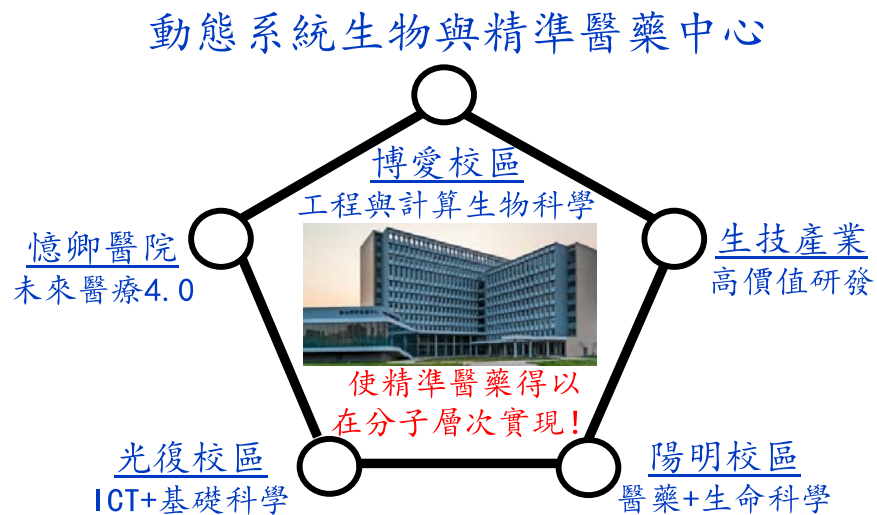 動態系統生物與精準醫藥中心
博愛校區
工程與計算生物科學
憶卿醫院
未來醫療4.0
生技產業
高價值研發
使精準醫藥得以
在分子層次實現!
光復校區
ICT+基礎科學
陽明校區
醫藥+生命科學